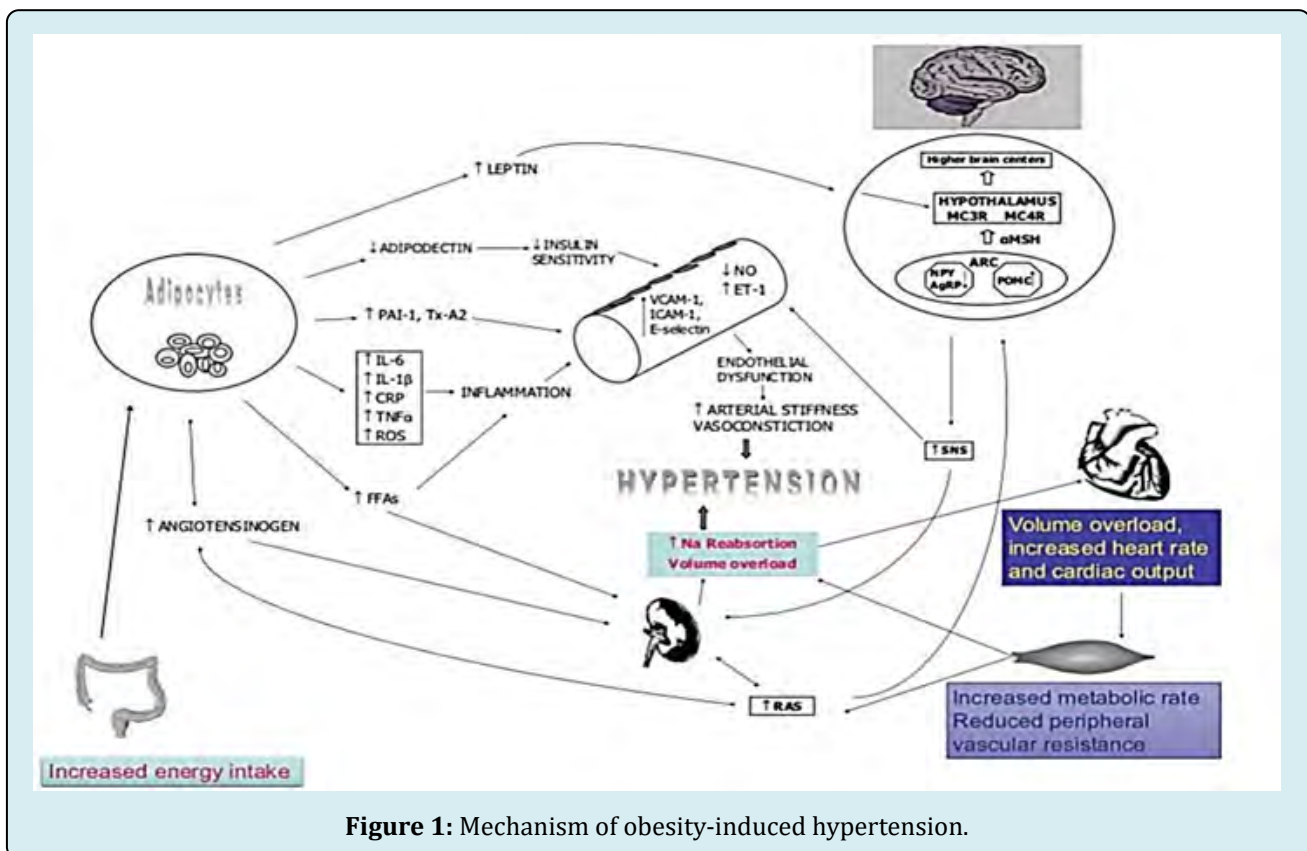 Higher brain centers
HYPOTHALAMUS
MC3R MC4R
αMSH
ARC
NPY
AgRP↓
POMC↑
↑ LEPTIN
↓ ADIPODECTIN
↓ INSULIN
SENSITIVITY
Adipocytes
↑ PAI-1, Tx-A2
↑ IL-6
↑ IL-1β
↑ CRP
↑ TNFα
↑ ROS
INFLAMMATION
↓ NO
↑ ET-1
VCAM-1,
ICAM-1,
E-selectin
ENDOTHELIAL
DYSFUNCTION
↑ ARTERIAL STIFFNESS
VASOCONSTICTION
↑ SNS
HYPERTENSION
↑ FFAs
↑ ANGIOTENSINOGEN
↑ Na Reabsortion
Volume overload
Volume overload,
increased heart rate
and cardiac output
↑ RAS
Increased metabolic rate
Reduced peripheral
vascular resistance
Increased energy intake
Figure 1: Mechanism of obesity-induced hypertension.